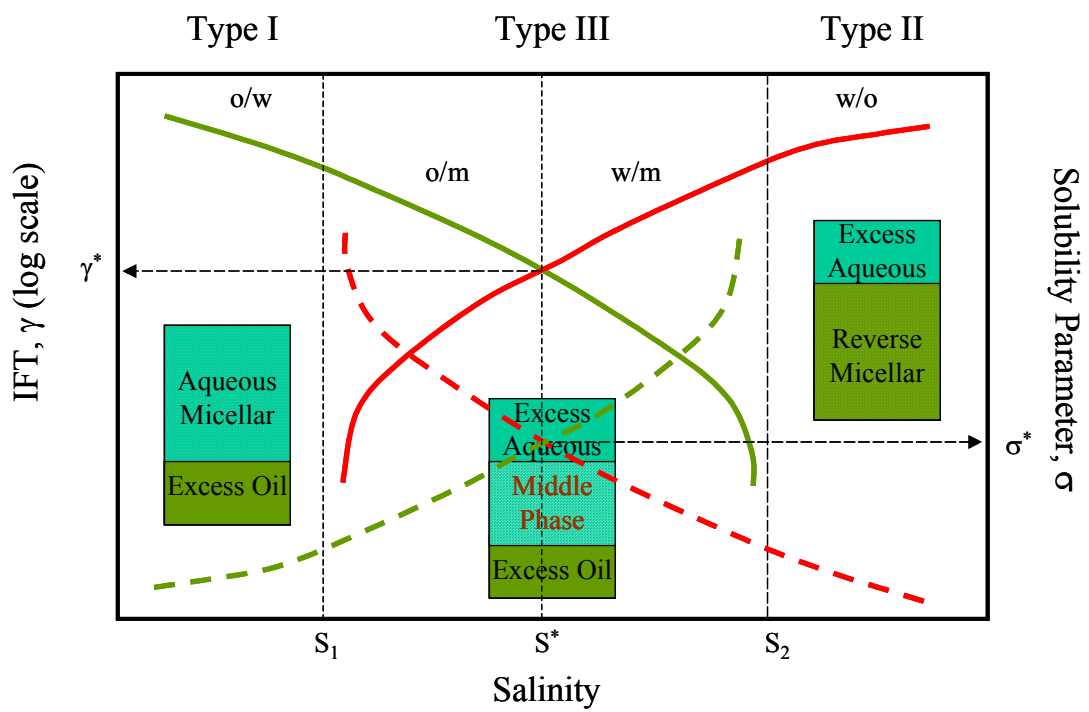 Type I
Type III
Type II
o/w
w/o
o/m
w/m
IFT, γ (log scale)
γ*
Solubility Parameter, σ
σ*
Aqueous
Micellar
Excess Oil
Excess
Aqueous
Middle
Phase
Excess Oil
Excess
Aqueous
Reverse
Micellar
S₁
S*
S₂
Salinity